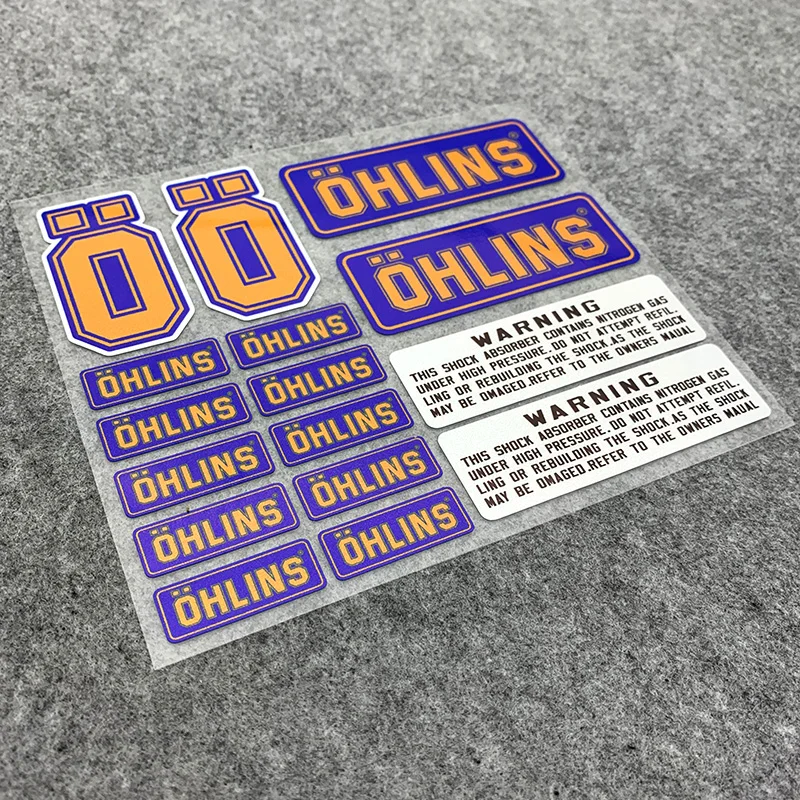 Ö
Ö
ÖHLINS®
ÖHLINS®
ÖHLINS
ÖHLINS
ÖHLINS
ÖHLINS
ÖHLINS
ÖHLINS
ÖHLINS
ÖHLINS
ÖHLINS
ÖHLINS
WARNING
THIS SHOCK ABSORBER CONTAINS NITROGEN GAS
UNDER HIGH PRESSURE.DO NOT ATTEMPT REFIL.
LING OR REBUILDING THE SHOCK.AS THE SHOCK
MAY BE OMAGED.REFER TO THE OWNERS MAUAL
WARNING
THIS SHOCK ABSORBER CONTAINS NITROGEN GAS
UNDER HIGH PRESSURE.DO NOT ATTEMPT REFIL.
LING OR REBUILDING THE SHOCK.AS THE SHOCK
MAY BE OMAGED.REFER TO THE OWNERS MAUAL